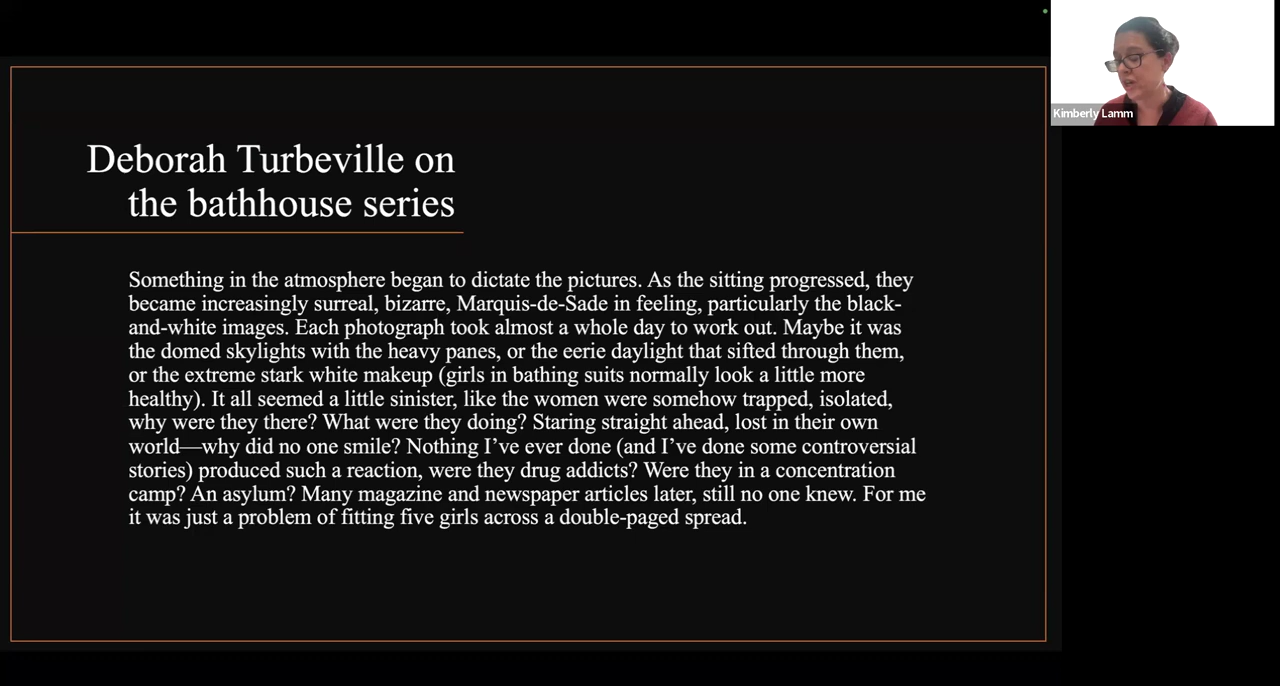 Kimberly Lamm
Deborah Turbeville on
the bathhouse series
Something in the atmosphere began to dictate the pictures. As the sitting progressed, they
became increasingly surreal, bizarre, Marquis-de-Sade in feeling, particularly the black-
and-white images. Each photograph took almost a whole day to work out. Maybe it was
the domed skylights with the heavy panes, or the eerie daylight that sifted through them,
or the extreme stark white makeup (girls in bathing suits normally look a little more
healthy). It all seemed a little sinister, like the women were somehow trapped, isolated,
why were they there? What were they doing? Staring straight ahead, lost in their own
world—why did no one smile? Nothing I’ve ever done (and I’ve done some controversial
stories) produced such a reaction, were they drug addicts? Were they in a concentration
camp? An asylum? Many magazine and newspaper articles later, still no one knew. For me
it was just a problem of fitting five girls across a double-paged spread.